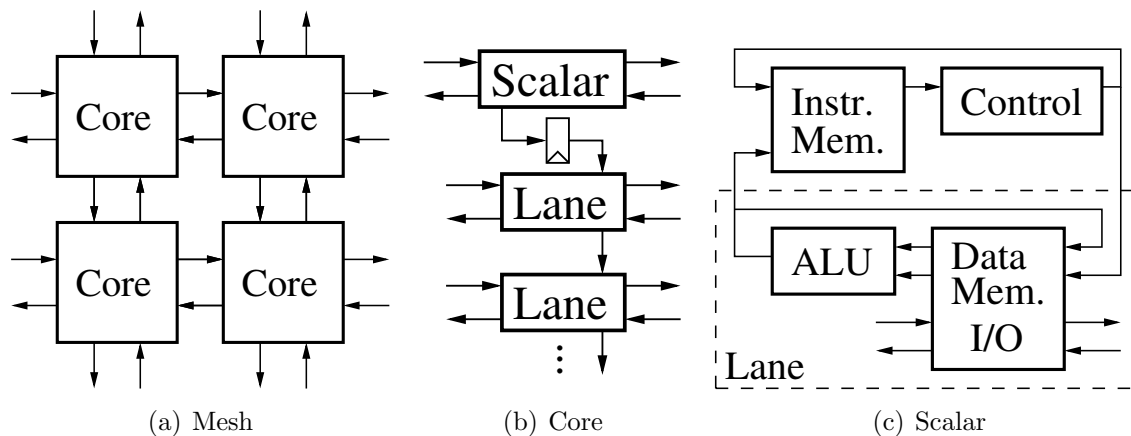 Core
Core
Core
Core
(a) Mesh
Scalar
Lane
Lane
(b) Core
Instr.
Mem.
Control
ALU
Data
Mem.
I/O
Lane
(c) Scalar